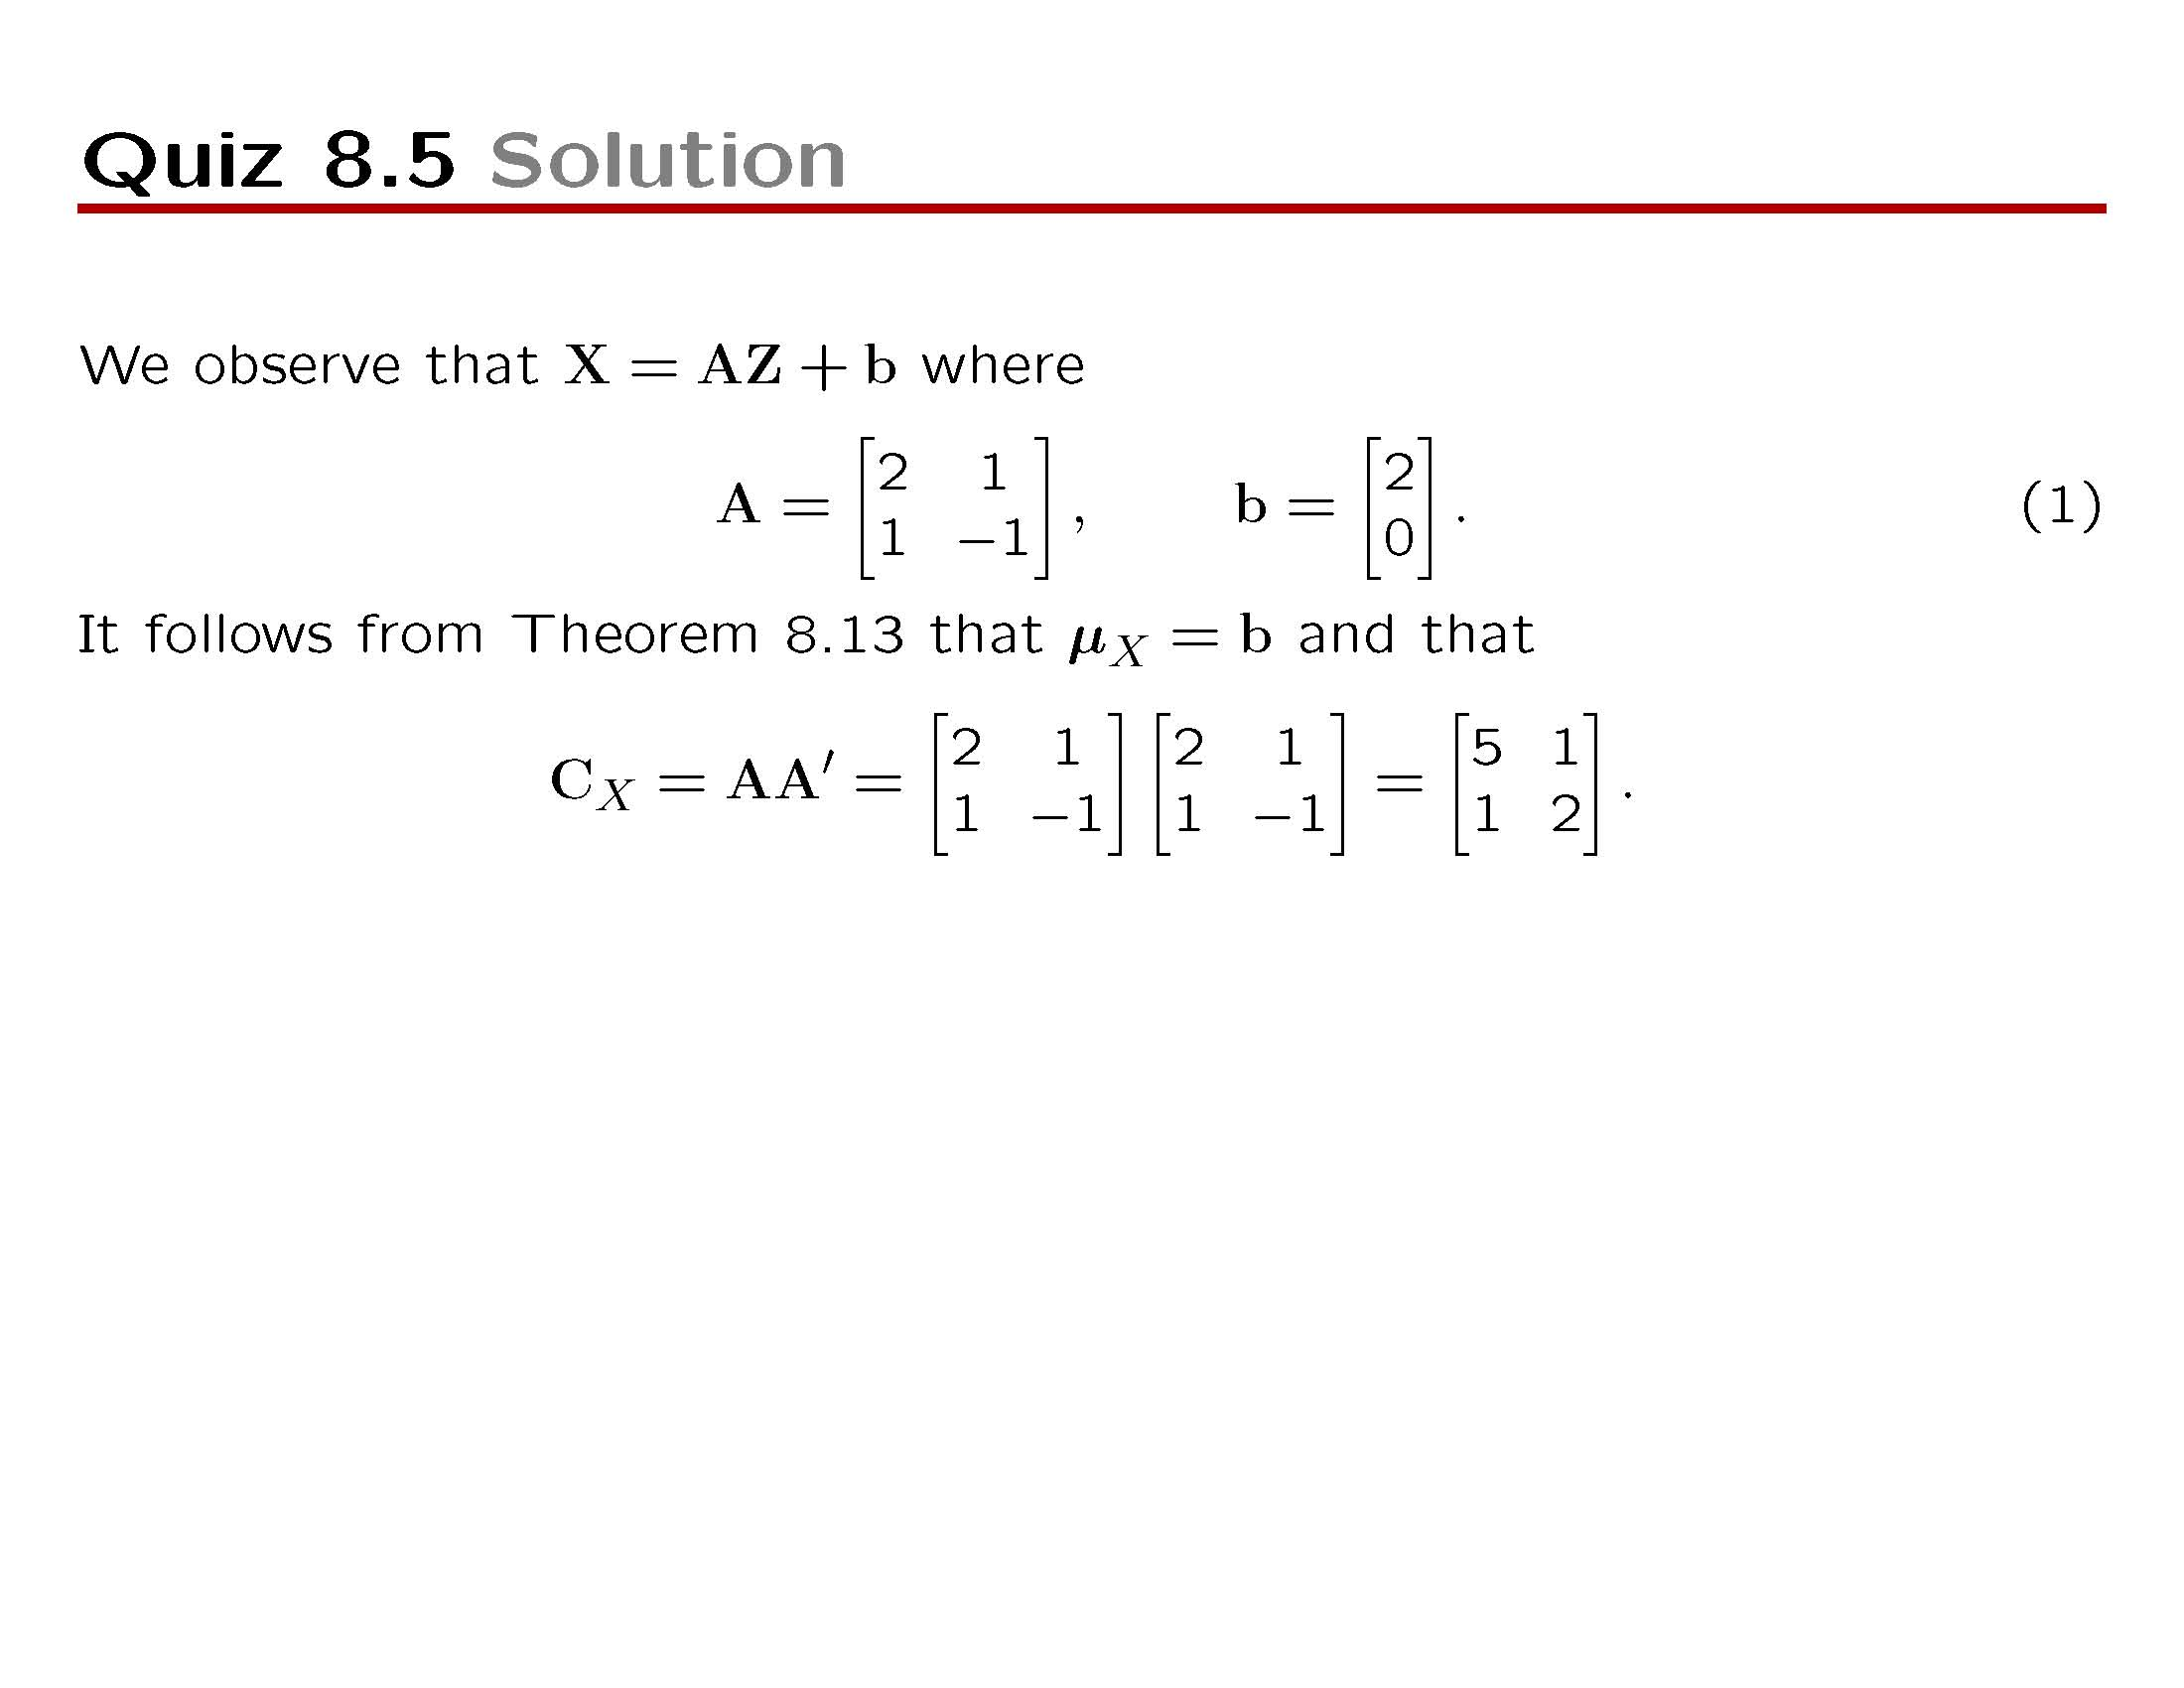 Quiz 8.5 Solution
We observe that X = AZ + b where
A = [2 1; 1 −1], b = [2; 0]. (1)
It follows from Theorem 8.13 that μ_X = b and that
C_X = AA′ = [2 1; 1 −1] [2 1; 1 −1] = [5 1; 1 2].